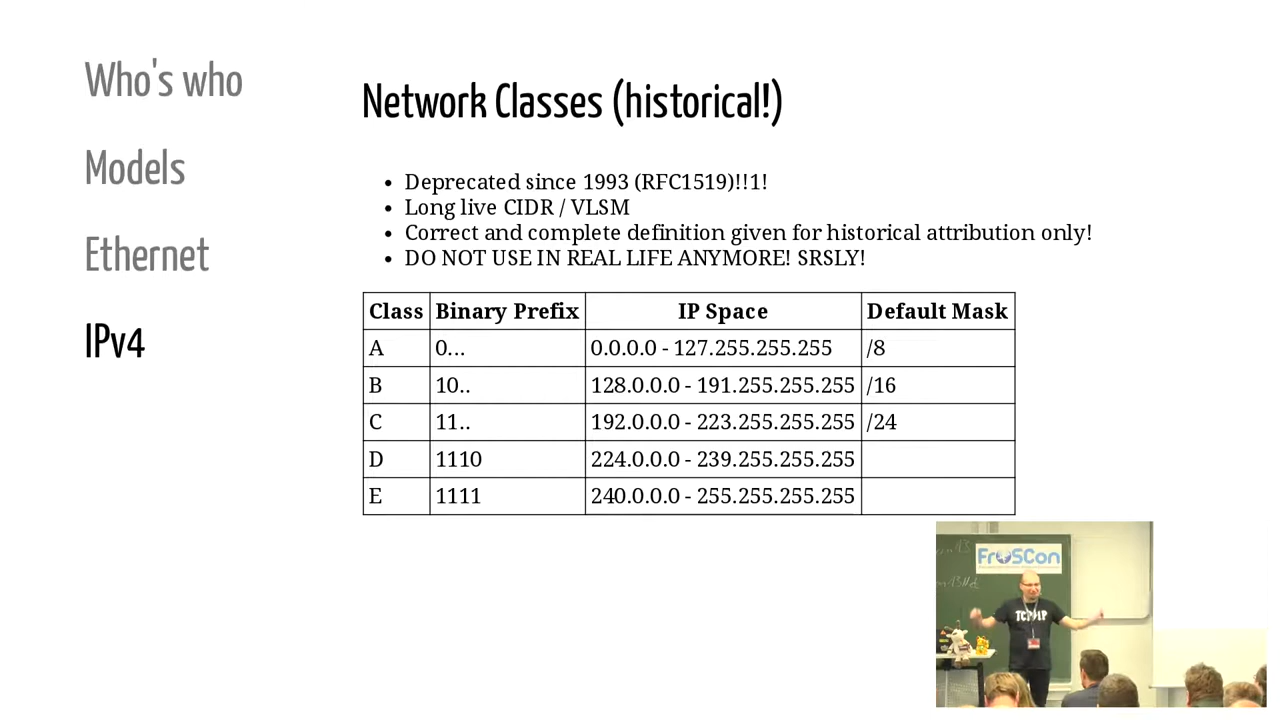 Who's who
Models
Ethernet
IPv4
Network Classes (historical!)
• Deprecated since 1993 (RFC1519)!!1!
• Long live CIDR / VLSM
• Correct and complete definition given for historical attribution only!
• DO NOT USE IN REAL LIFE ANYMORE! SRSLY!
Class Binary Prefix IP Space Default Mask
A 0... 0.0.0.0 - 127.255.255.255 /8
B 10.. 128.0.0.0 - 191.255.255.255 /16
C 11.. 192.0.0.0 - 223.255.255.255 /24
D 1110 224.0.0.0 - 239.255.255.255
E 1111 240.0.0.0 - 255.255.255.255
FrOSCon
TCP/IP